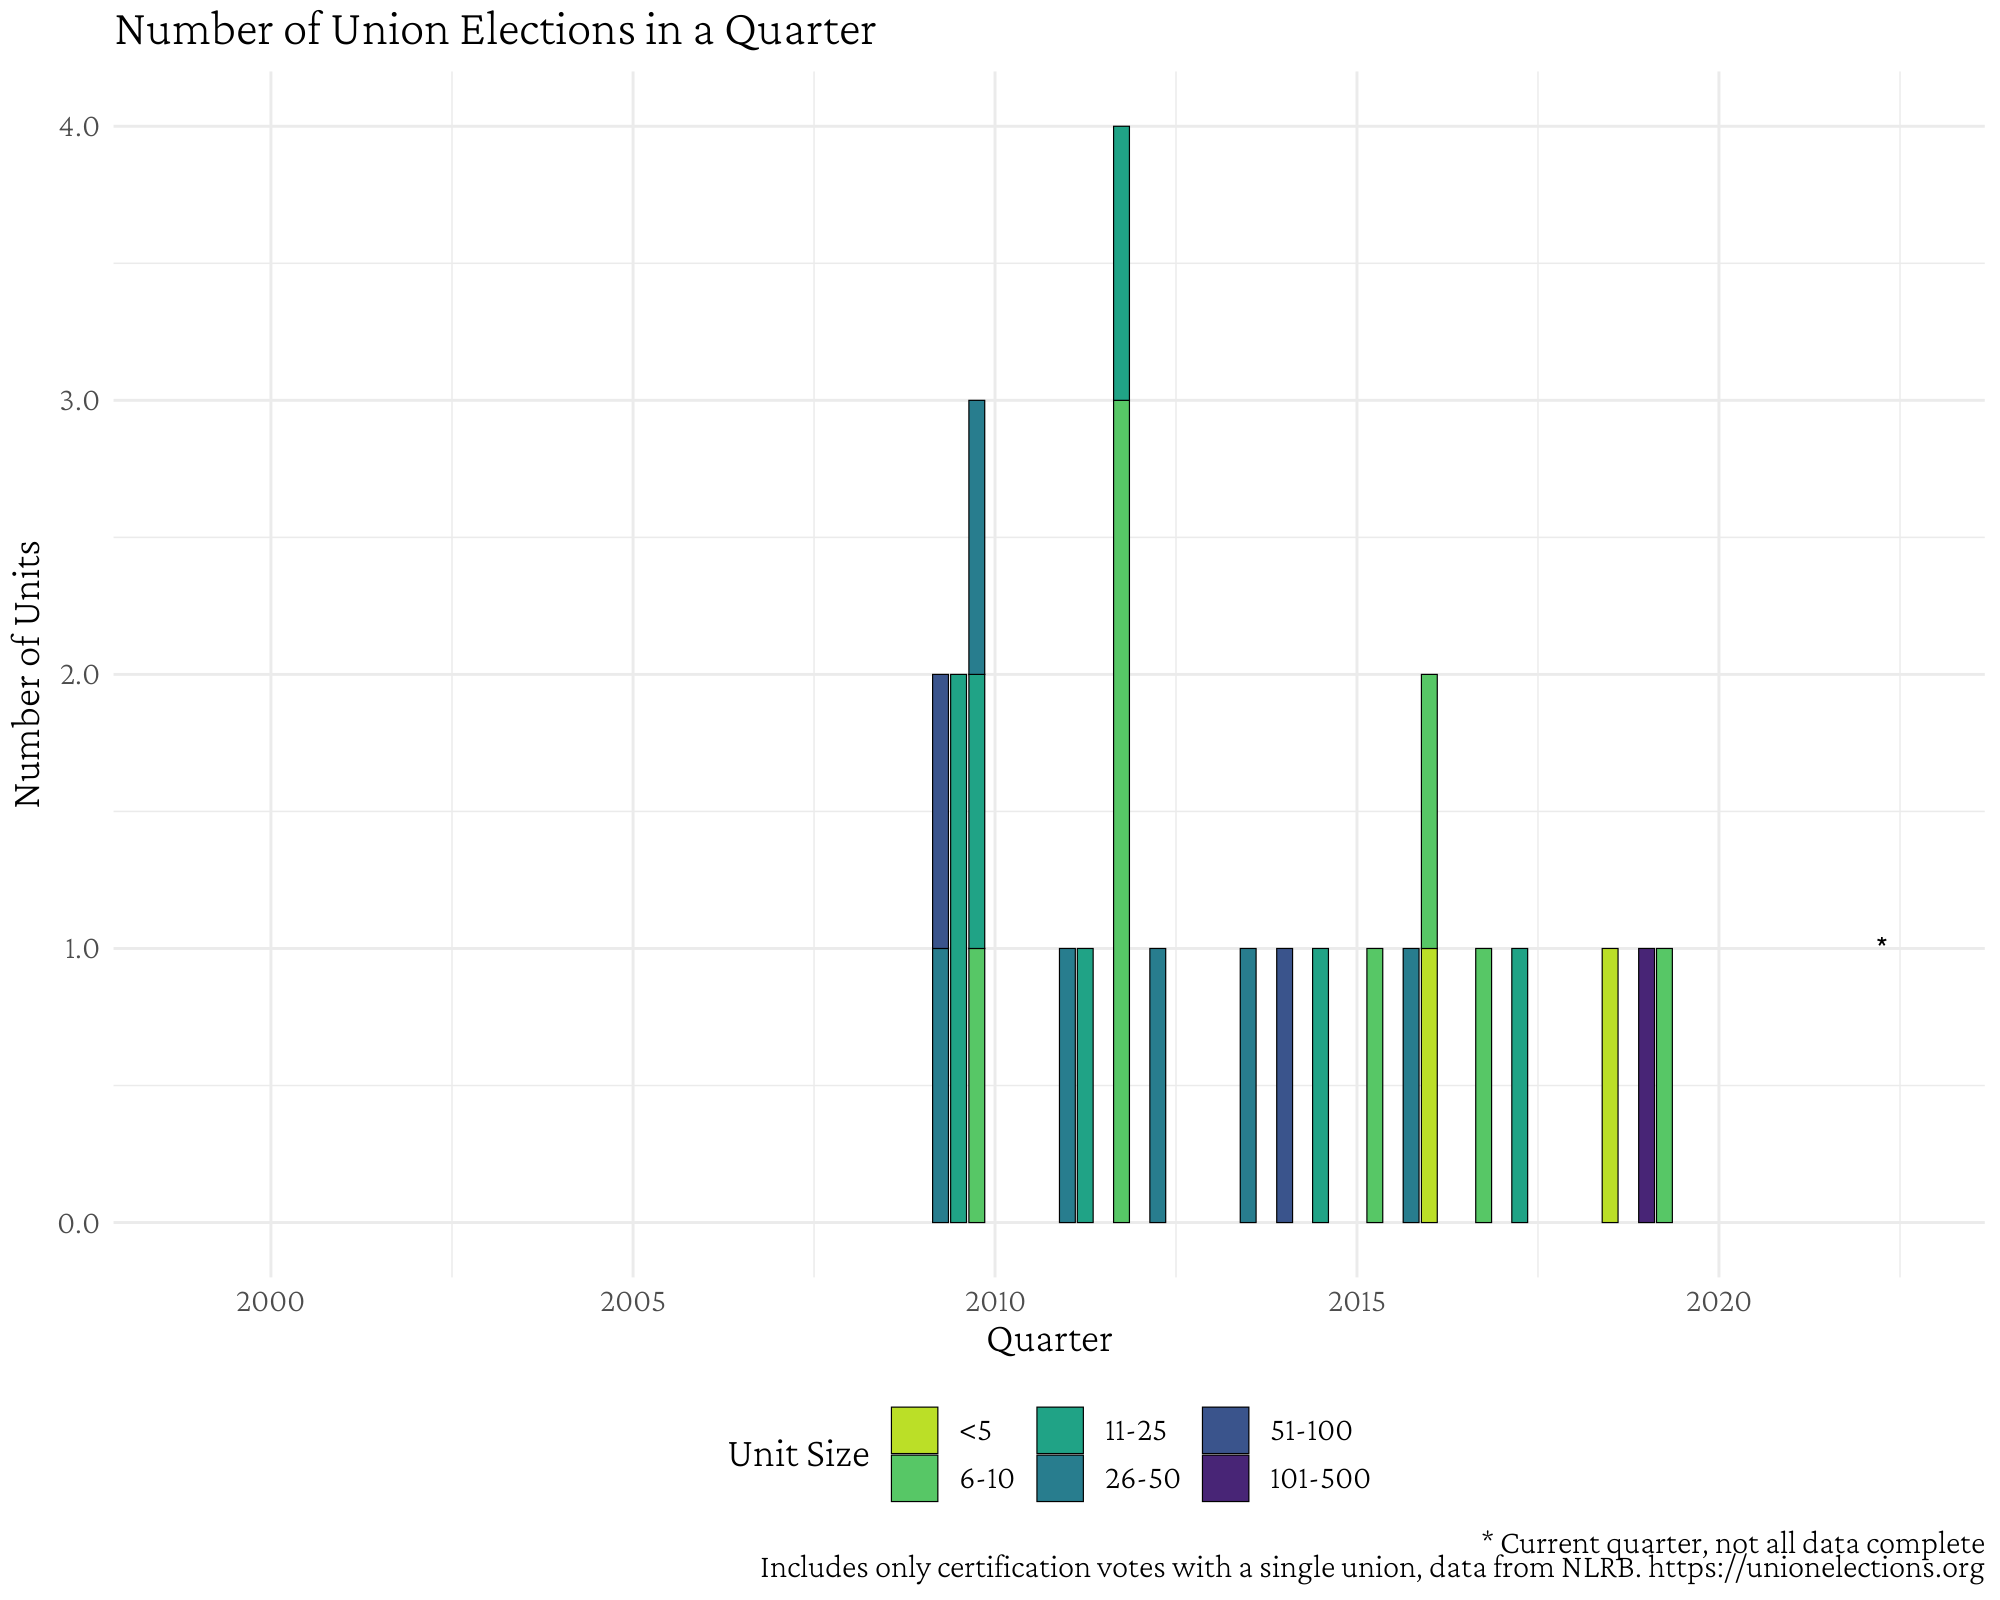 Number of Union Elections in a Quarter
Number of Units
4.0
3.0
2.0
1.0
0.0
*
2000 2005 2010 2015 2020
Quarter
Unit Size
<5 11-25 51-100
6-10 26-50 101-500
* Current quarter, not all data complete
Includes only certification votes with a single union, data from NLRB. https://unionelections.org